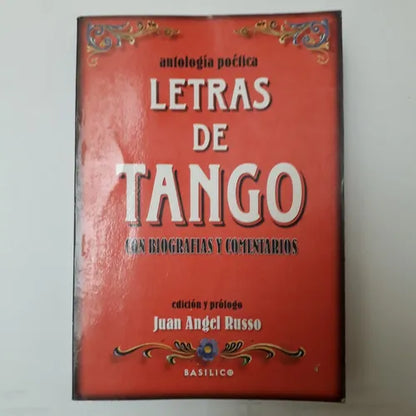 antología poética
LETRAS
DE
TANGO
CON BIOGRAFIAS Y COMENTARIOS
edición y prólogo
Juan Angel Russo
BASILICO